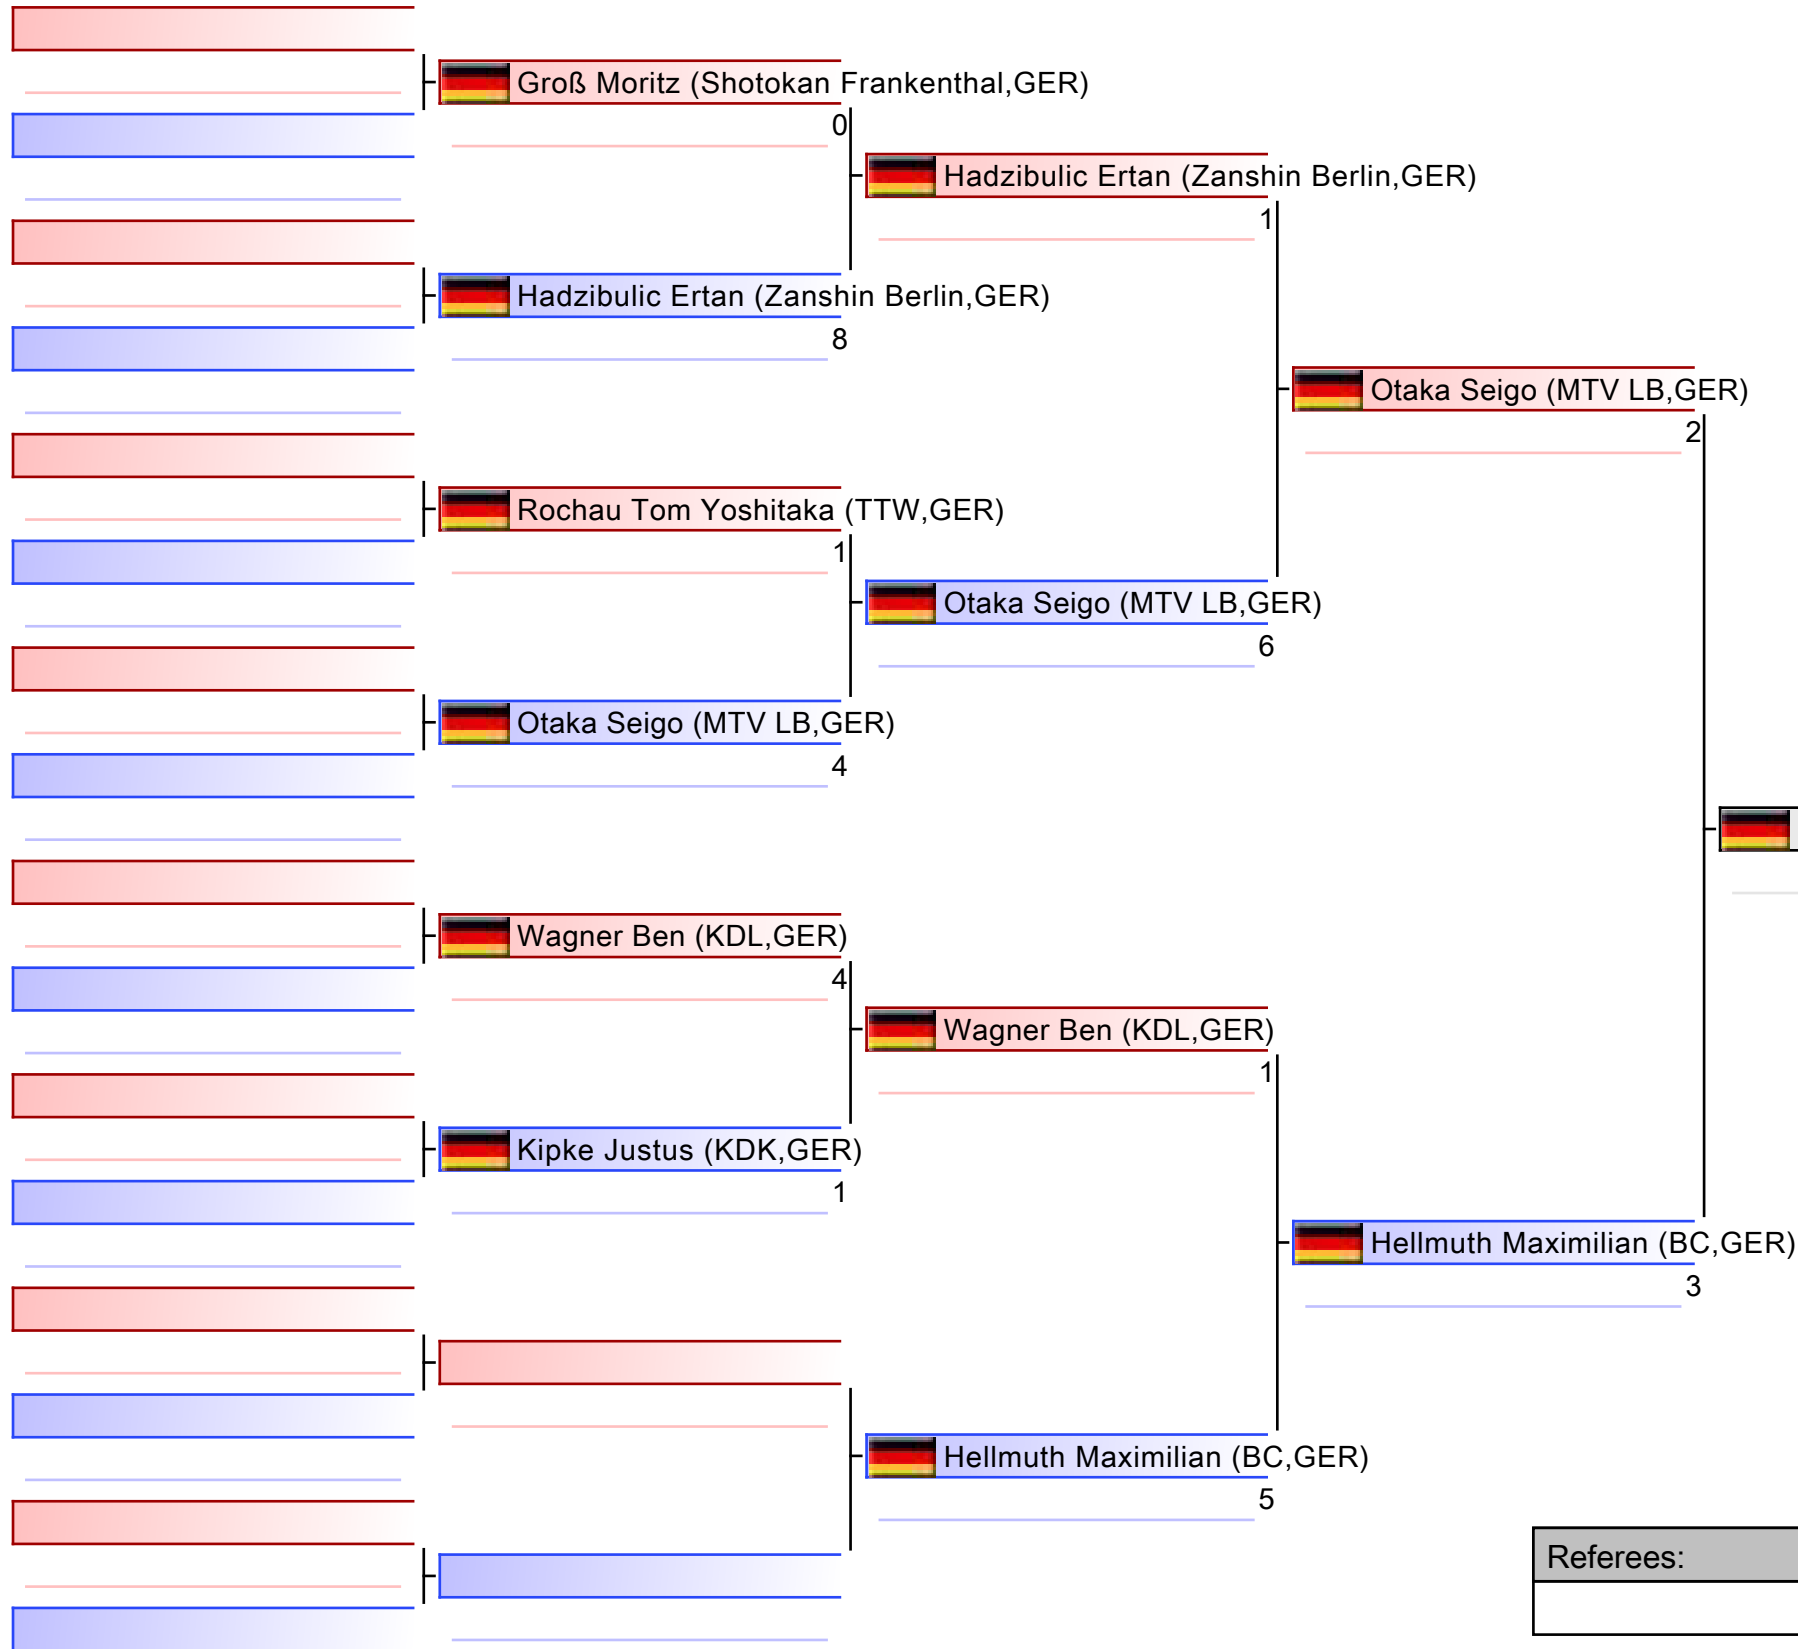 Groß Moritz (Shotokan Frankenthal,GER)
0
Hadzibulic Ertan (Zanshin Berlin,GER)
1
Hadzibulic Ertan (Zanshin Berlin,GER)
8
Otaka Seigo (MTV LB,GER)
2
Rochau Tom Yoshitaka (TTW,GER)
1
Otaka Seigo (MTV LB,GER)
6
Otaka Seigo (MTV LB,GER)
4
Wagner Ben (KDL,GER)
4
Wagner Ben (KDL,GER)
1
Kipke Justus (KDK,GER)
1
Hellmuth Maximilian (BC,GER)
3
Hellmuth Maximilian (BC,GER)
5
Referees: